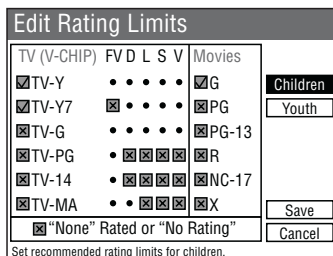 Edit Rating Limits
TV (V-CHIP) FV D L S V Movies
TV-Y G
TV-Y7 PG
TV-G PG-13
TV-PG R
TV-14 NC-17
TV-MA X
"None" Rated or "No Rating"
Children
Youth
Save
Cancel
Set recommended rating limits for children.